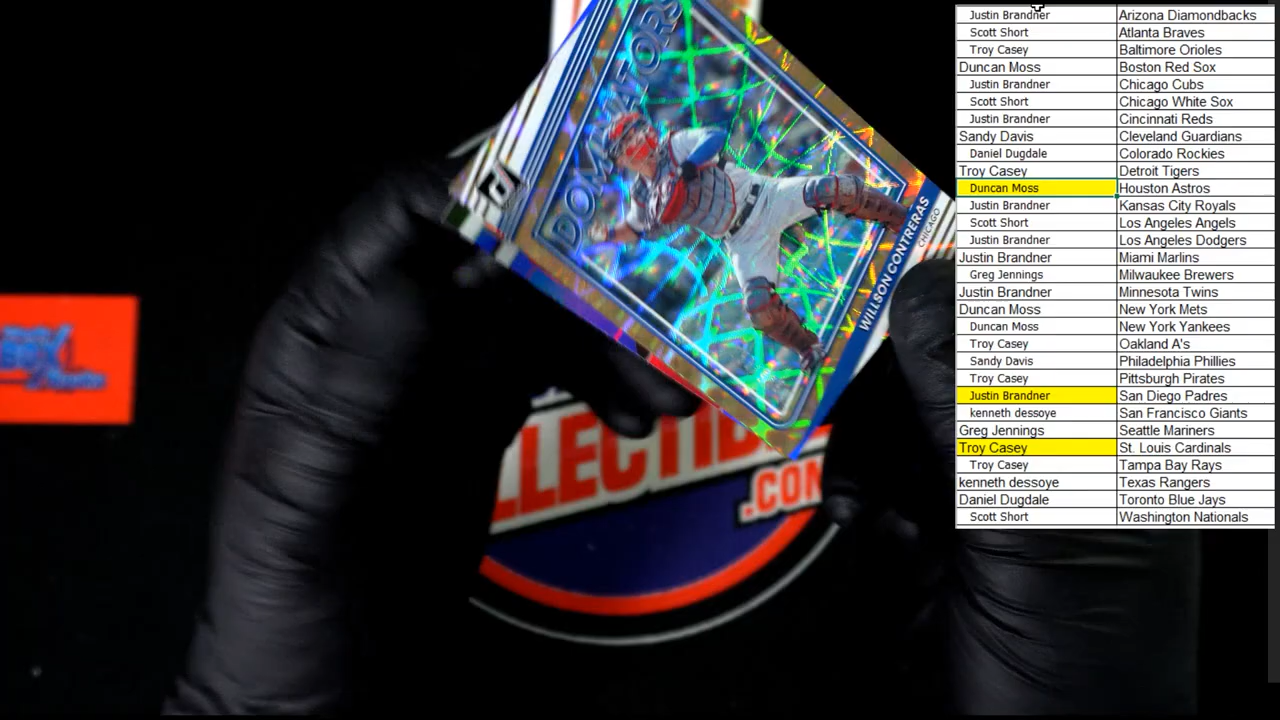 DOMINATORS
WILLSON CONTRERAS
CHICAGO
BOX
LLECTIBL
.COM
Justin Brandner Arizona Diamondbacks
Scott Short Atlanta Braves
Troy Casey Baltimore Orioles
Duncan Moss Boston Red Sox
Justin Brandner Chicago Cubs
Scott Short Chicago White Sox
Justin Brandner Cincinnati Reds
Sandy Davis Cleveland Guardians
Daniel Dugdale Colorado Rockies
Troy Casey Detroit Tigers
Duncan Moss Houston Astros
Justin Brandner Kansas City Royals
Scott Short Los Angeles Angels
Justin Brandner Los Angeles Dodgers
Justin Brandner Miami Marlins
Greg Jennings Milwaukee Brewers
Justin Brandner Minnesota Twins
Duncan Moss New York Mets
Duncan Moss New York Yankees
Troy Casey Oakland A's
Sandy Davis Philadelphia Phillies
Troy Casey Pittsburgh Pirates
Justin Brandner San Diego Padres
kenneth dessoye San Francisco Giants
Greg Jennings Seattle Mariners
Troy Casey St. Louis Cardinals
Troy Casey Tampa Bay Rays
kenneth dessoye Texas Rangers
Daniel Dugdale Toronto Blue Jays
Scott Short Washington Nationals